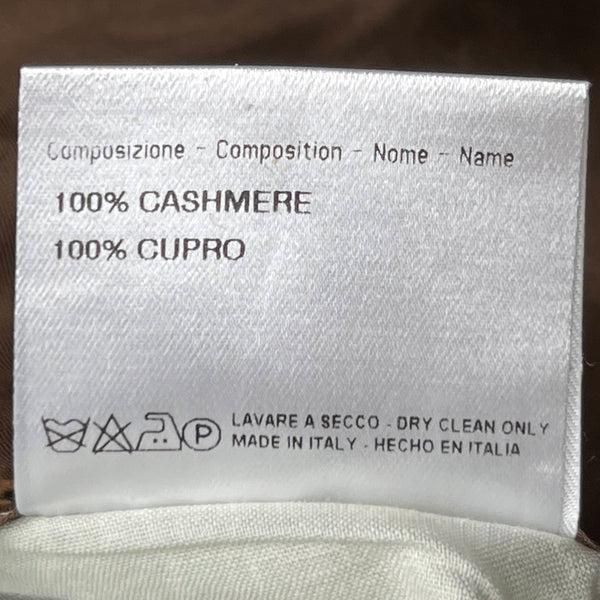 Composizione - Composition - Nome - Name
100% CASHMERE
100% CUPRO
P
LAVARE A SECCO - DRY CLEAN ONLY
MADE IN ITALY - HECHO EN ITALIA